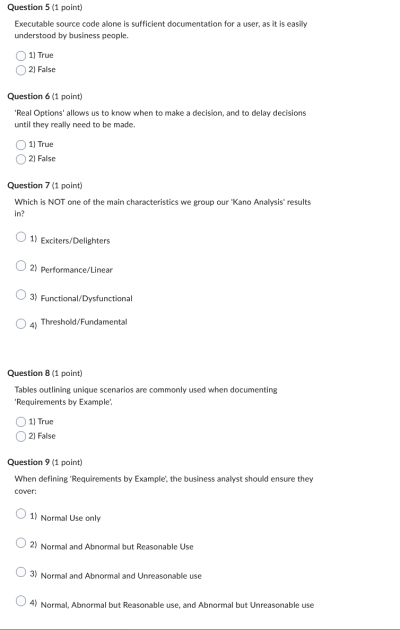 Question 5 (1 point)
Executable source code alone is sufficient documentation for a user, as it is easily
understood by business people.
1) True
2) False
Question 6 (1 point)
'Real Options' allows us to know when to make a decision, and to delay decisions
until they really need to be made.
1) True
2) False
Question 7 (1 point)
Which is NOT one of the main characteristics we group our 'Kano Analysis' results
in?
1) Exciters/Delighters
2) Performance/Linear
3) Functional/Dysfunctional
4) Threshold/Fundamental
Question 8 (1 point)
Tables outlining unique scenarios are commonly used when documenting
'Requirements by Example'.
1) True
2) False
Question 9 (1 point)
When defining 'Requirements by Example', the business analyst should ensure they
cover:
1) Normal Use only
2) Normal and Abnormal but Reasonable Use
3) Normal and Abnormal and Unreasonable use
4) Normal, Abnormal but Reasonable use, and Abnormal but Unreasonable use